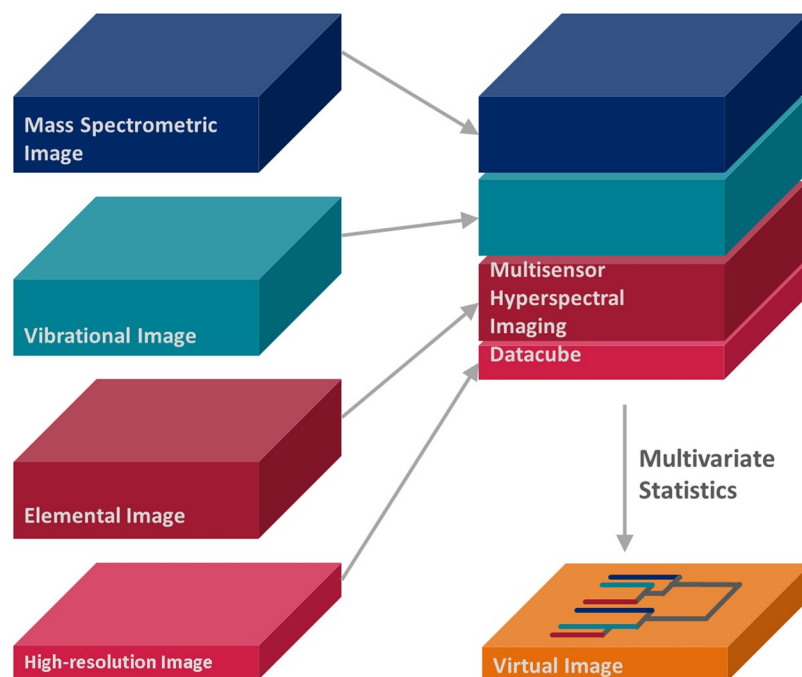 Mass Spectrometric
Image
Vibrational Image
Elemental Image
High-resolution Image
Multisensor
Hyperspectral
Imaging
Datacube
Multivariate
Statistics
Virtual Image